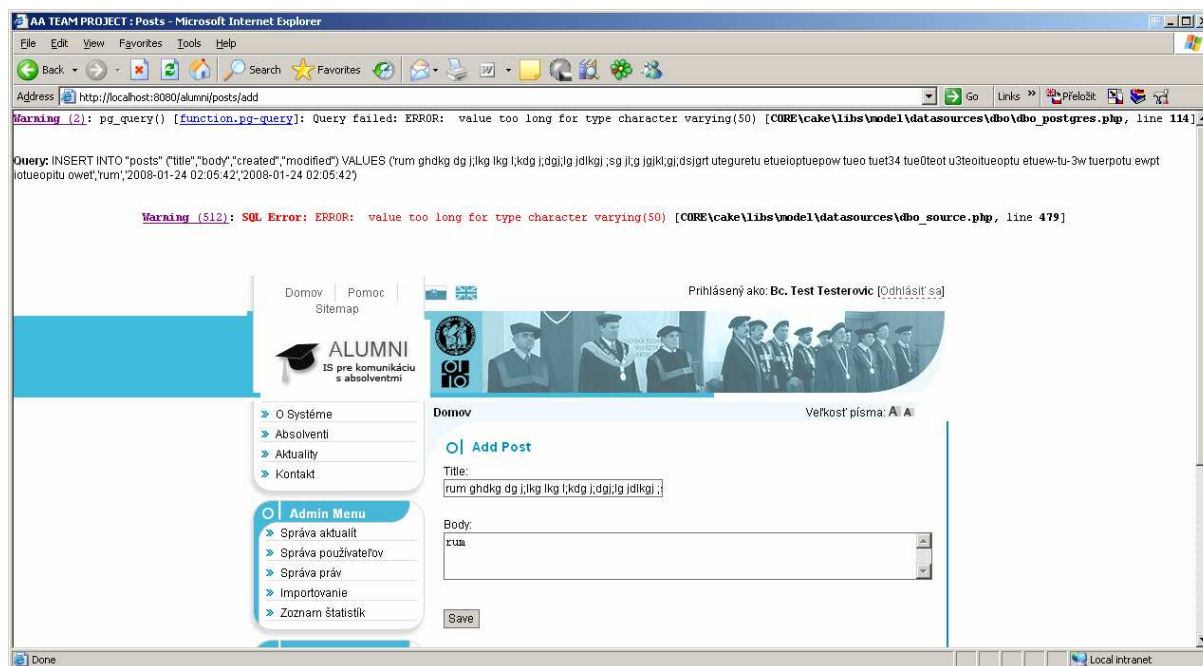 AA TEAM PROJECT : Posts - Microsoft Internet Explorer
File Edit View Favorites Tools Help
Back Search Favorites
Address http://localhost:8080/alumni/posts/add Go Links » Přeložit
Warning (2): pg_query() [function.pg-query]: Query failed: ERROR: value too long for type character varying(50) [CORE\cake\libs\model\datasources\dbo\dbo_postgres.php, line 114]
Query: INSERT INTO "posts" ("title","body","created","modified") VALUES ('rum ghdkg dg j;lkg lkg l;kdg j;dgj;lg jdlkgj ;sg jl;g jgjkl;gj;dsjgrt uteguretu etueioptuepow tueo tuet34 tue0teot u3teoitueoptu etuew-tu-3w tuerpotu ewpt
iotueopitu owet','rum','2008-01-24 02:05:42','2008-01-24 02:05:42')
Warning (512): SQL Error: ERROR: value too long for type character varying(50) [CORE\cake\libs\model\datasources\dbo_source.php, line 479]
Domov Pomoc
Sitemap
Prihlásený ako: Bc. Test Testerovic [Odhlásiť sa]
ALUMNI
IS pre komunikáciu
s absolventmi
» O Systéme
» Absolventi
» Aktuality
» Kontakt
Admin Menu
» Správa aktualít
» Správa používateľov
» Správa práv
» Importovanie
» Zoznam štatistík
Domov Veľkosť písma: A A
Add Post
Title:
rum ghdkg dg j;lkg lkg l;kdg j;dgj;lg jdlkgj ;s
Body:
rum
Save
Done Local intranet